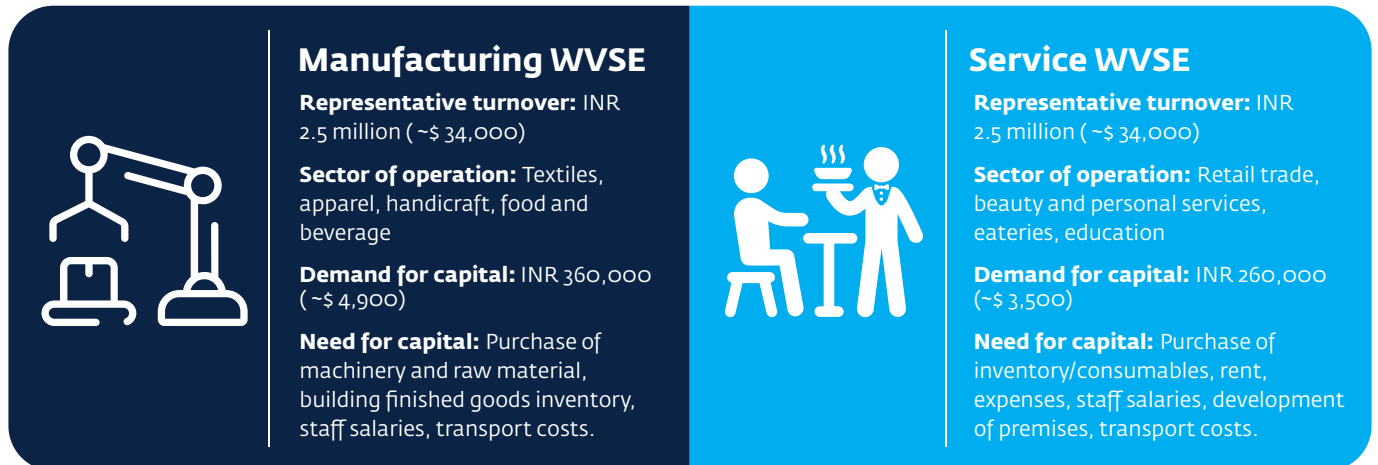 Manufacturing WVSE
Representative turnover: INR
2.5 million ( ~$ 34,000)
Sector of operation: Textiles,
apparel, handicraft, food and
beverage
Demand for capital: INR 360,000
( ~$ 4,900)
Need for capital: Purchase of
machinery and raw material,
building finished goods inventory,
staff salaries, transport costs.
Service WVSE
Representative turnover: INR
2.5 million ( ~$ 34,000)
Sector of operation: Retail trade,
beauty and personal services,
eateries, education
Demand for capital: INR 260,000
(~$ 3,500)
Need for capital: Purchase of
inventory/consumables, rent,
expenses, staff salaries, development
of premises, transport costs.